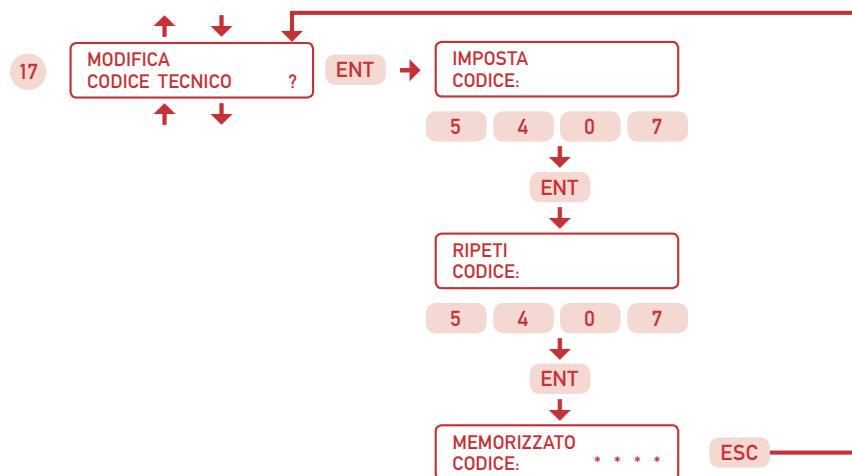 17
MODIFICA
CODICE TECNICO ?
ENT
IMPOSTA
CODICE:
5 4 0 7
ENT
RIPETI
CODICE:
5 4 0 7
ENT
MEMORIZZATO
CODICE: * * * *
ESC